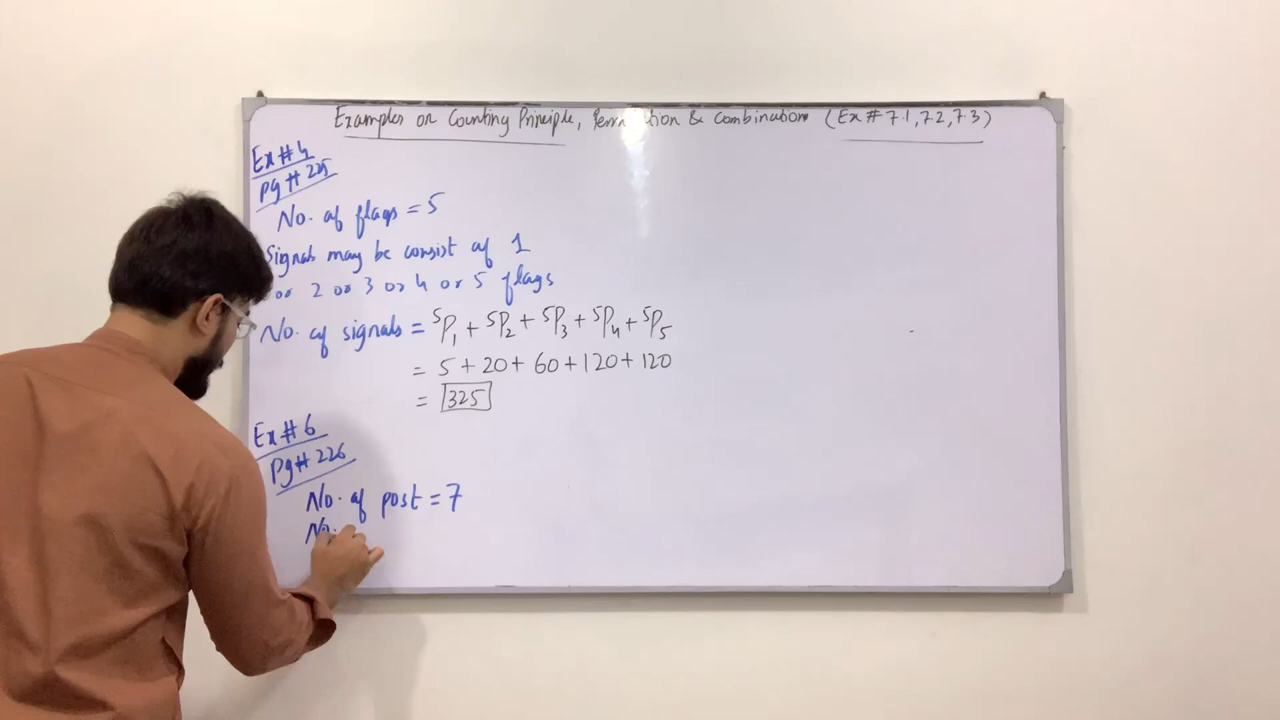 Examples on Counting Principle, & Combination (Ex # 7.1, 7.2, 7.3)
Ex # 4
Pg # 225
No. of flags = 5
Signals may be consist of 1
or 2 or 3 or 4 or 5 flags
No. of signals = ⁵P₁ + ⁵P₂ + ⁵P₃ + ⁵P₄ + ⁵P₅
= 5 + 20 + 60 + 120 + 120
= 325
Ex # 6
Pg # 226
No. of post = 7
No.